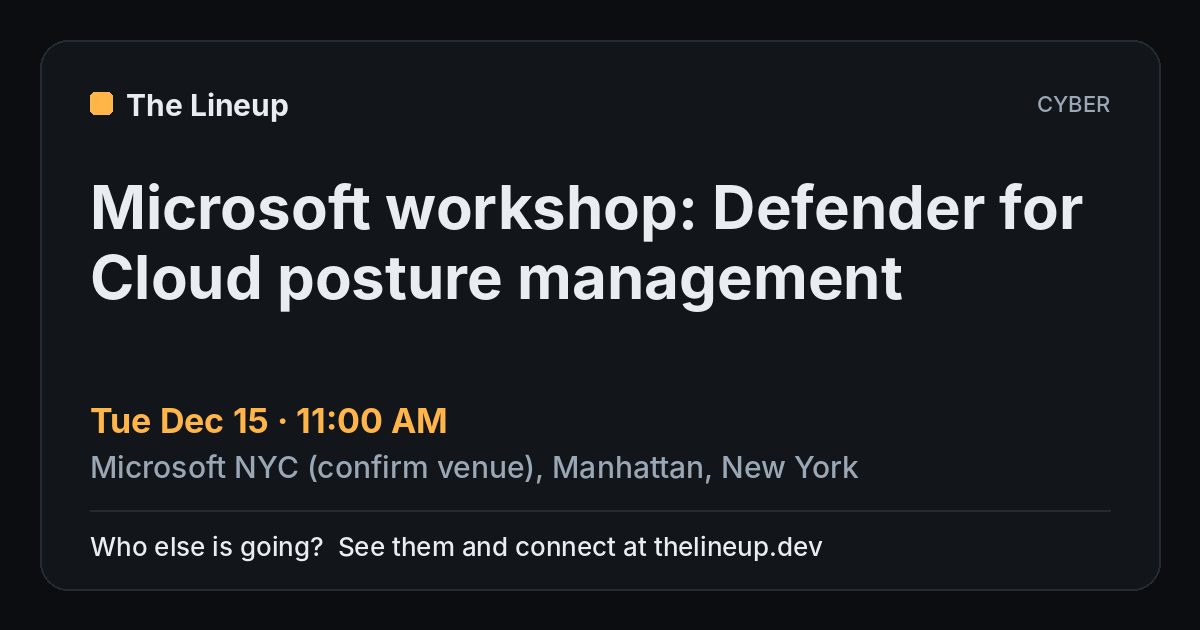 The Lineup
CYBER
Microsoft workshop: Defender for
Cloud posture management
Tue Dec 15 · 11:00 AM
Microsoft NYC (confirm venue), Manhattan, New York
Who else is going?  See them and connect at thelineup.dev